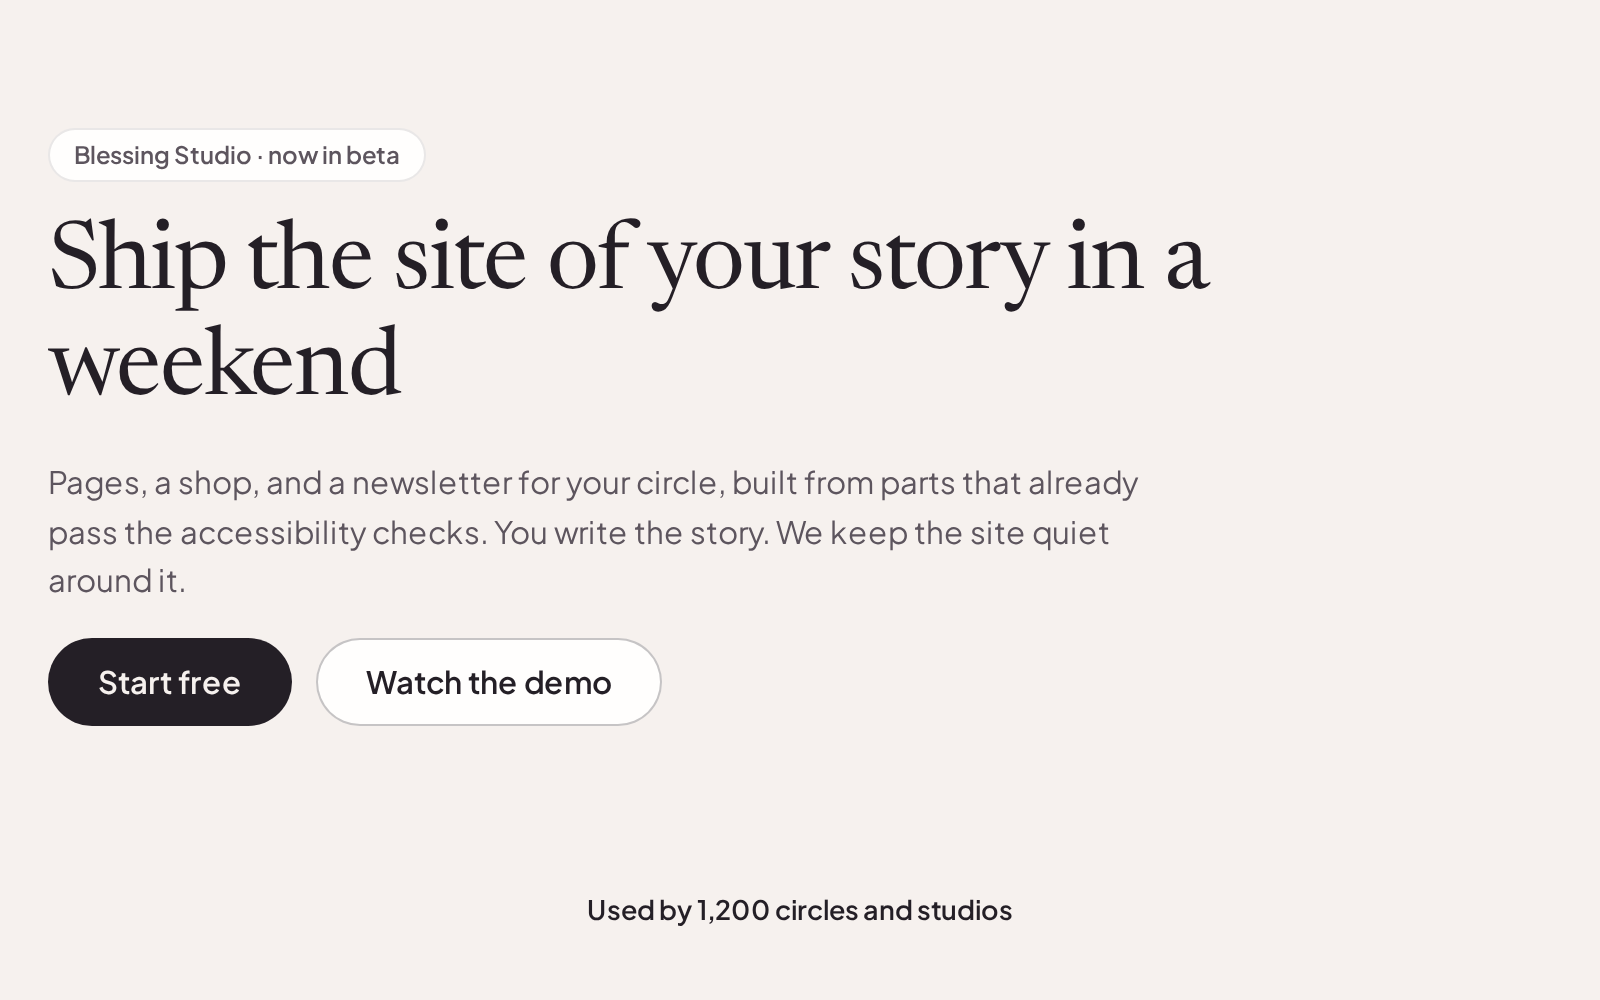 Blessing Studio · now in beta
Ship the site of your story in a
weekend
Pages, a shop, and a newsletter for your circle, built from parts that already
pass the accessibility checks. You write the story. We keep the site quiet
around it.
Start free
Watch the demo
Used by 1,200 circles and studios